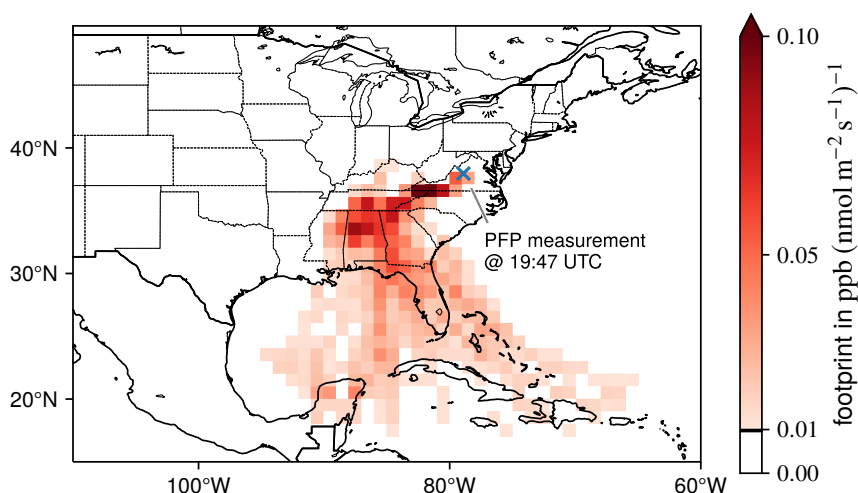 40°N
30°N
20°N
100°W
80°W
60°W
PFP measurement
@ 19:47 UTC
0.10
0.05
0.01
0.00
footprint in ppb (nmol m⁻² s⁻¹)⁻¹